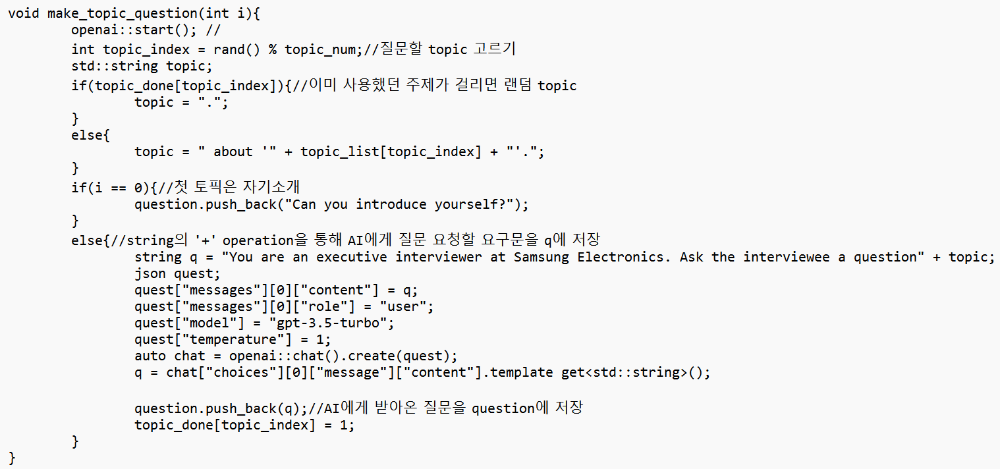 void make_topic_question(int i){
        openai::start(); //
        int topic_index = rand() % topic_num;//질문할 topic 고르기
        std::string topic;
        if(topic_done[topic_index]){//이미 사용했던 주제가 걸리면 랜덤 topic
                topic = ".";
        }
        else{
                topic = " about '" + topic_list[topic_index] + "'.";
        }
        if(i == 0){//첫 토픽은 자기소개
                question.push_back("Can you introduce yourself?");
        }
        else{//string의 '+' operation을 통해 AI에게 질문 요청할 요구문을 q에 저장
                string q = "You are an executive interviewer at Samsung Electronics. Ask the interviewee a question" + topic;
                json quest;
                quest["messages"][0]["content"] = q;
                quest["messages"][0]["role"] = "user";
                quest["model"] = "gpt-3.5-turbo";
                quest["temperature"] = 1;
                auto chat = openai::chat().create(quest);
                q = chat["choices"][0]["message"]["content"].template get<std::string>();

                question.push_back(q);//AI에게 받아온 질문을 question에 저장
                topic_done[topic_index] = 1;
        }
}